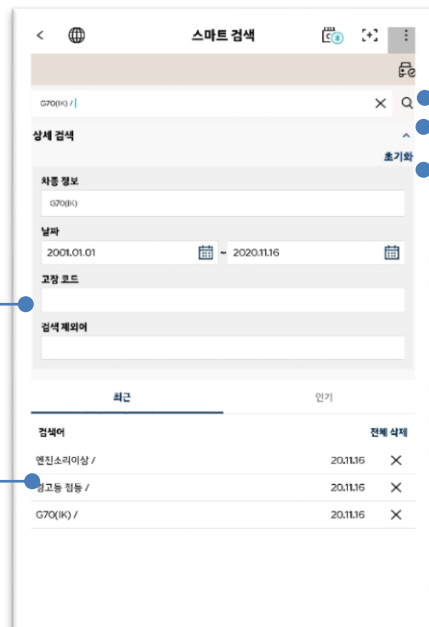 스마트 검색
G70(IK) /
상세 검색
초기화
차종 정보
G70(IK)
날짜
2001.01.01 ~ 2020.11.16
고장 코드
검색 제외어
최근 인기
검색어 전체 삭제
엔진소리이상 / 20.11.16
경고등 점등 / 20.11.16
G70(IK) / 20.11.16